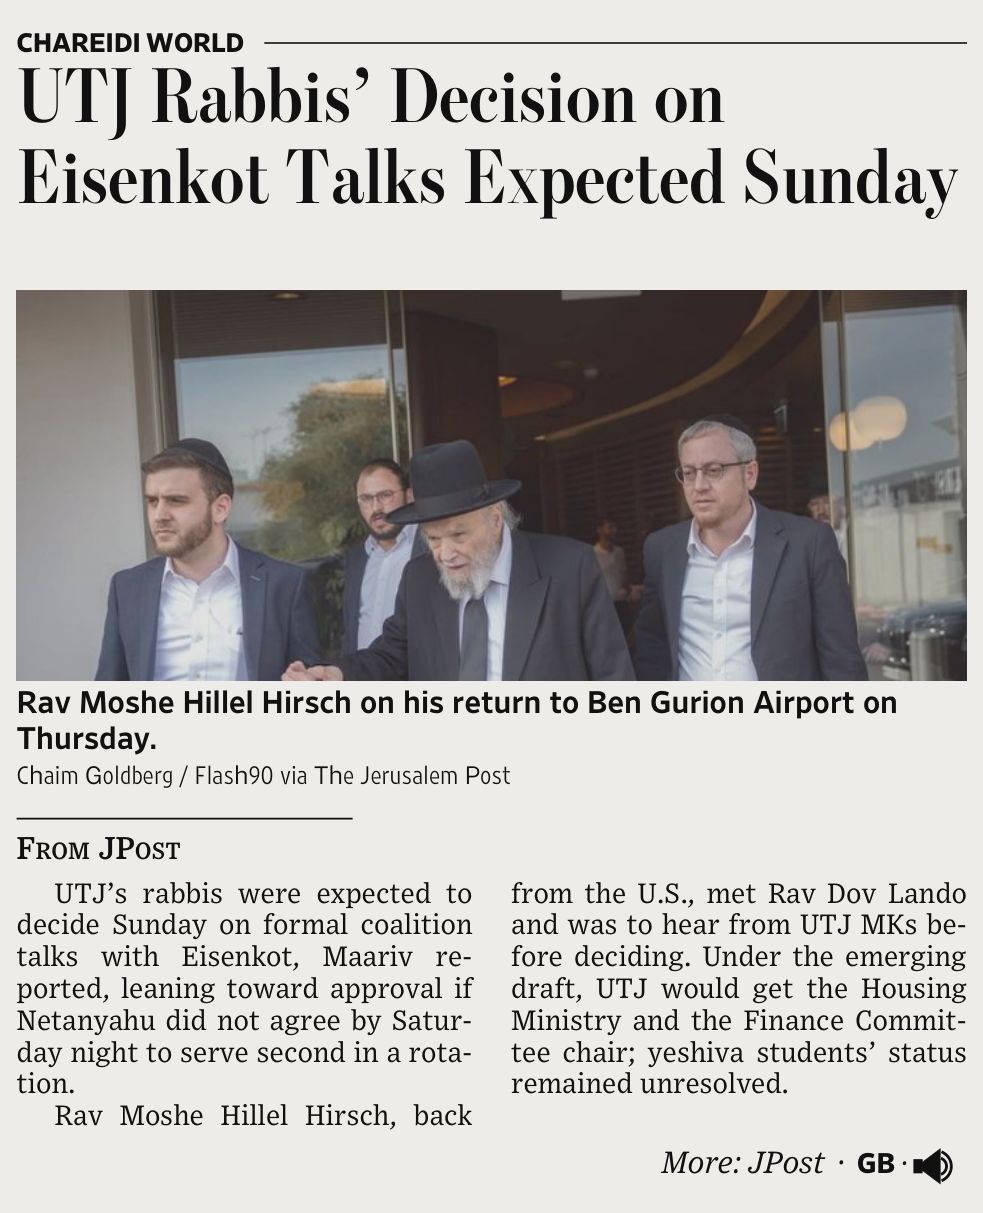 CHAREIDI WORLD
UTJ Rabbis’ Decision on
Eisenkot Talks Expected Sunday
Rav Moshe Hillel Hirsch on his return to Ben Gurion Airport on
Thursday.
Chaim Goldberg / Flash90 via The Jerusalem Post
From JPost
UTJ’s rabbis were expected to
decide Sunday on formal coalition
talks with Eisenkot, Maariv re-
ported, leaning toward approval if
Netanyahu did not agree by Satur-
day night to serve second in a rota-
tion.
Rav Moshe Hillel Hirsch, back
from the U.S., met Rav Dov Lando
and was to hear from UTJ MKs be-
fore deciding. Under the emerging
draft, UTJ would get the Housing
Ministry and the Finance Commit-
tee chair; yeshiva students’ status
remained unresolved.
More: JPost · GB ·